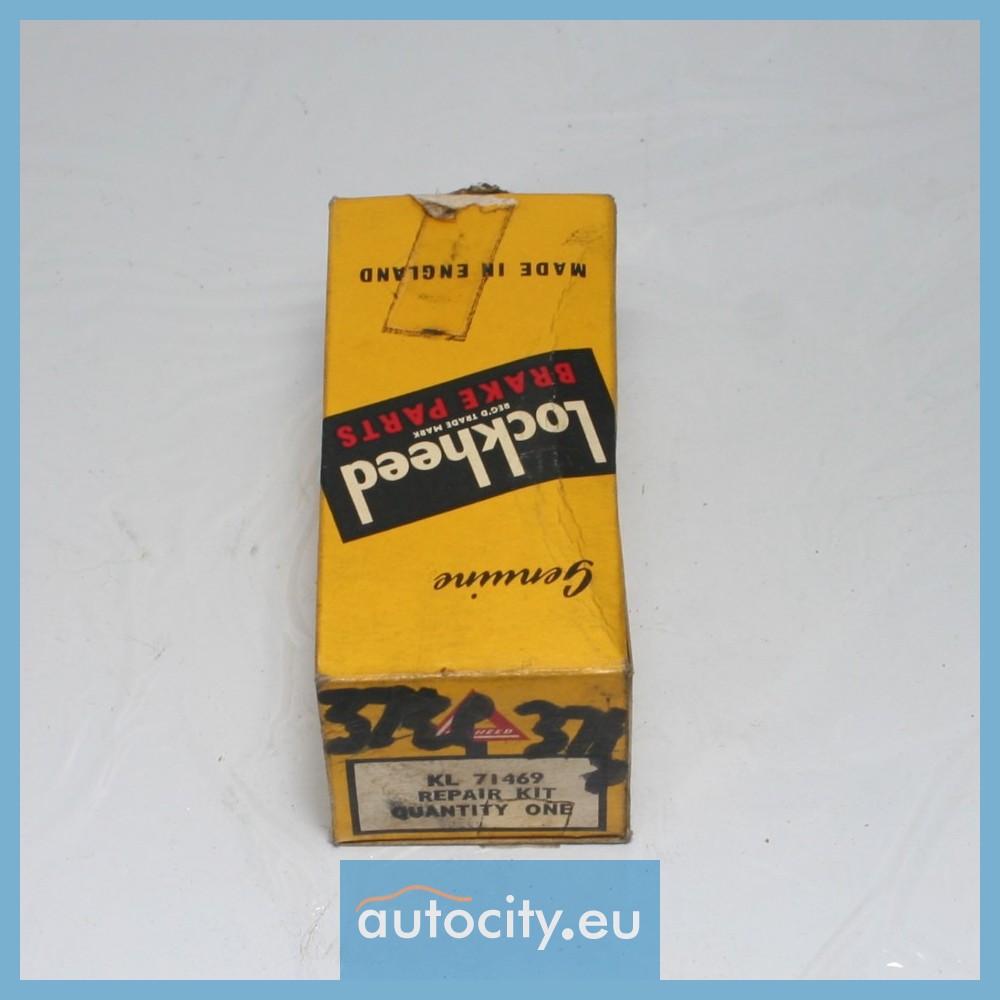 MADE IN ENGLAND
BRAKE PARTS
REG'D TRADE MARK
Lockheed
Genuine
KL 71469
REPAIR KIT
QUANTITY ONE
autocity.eu